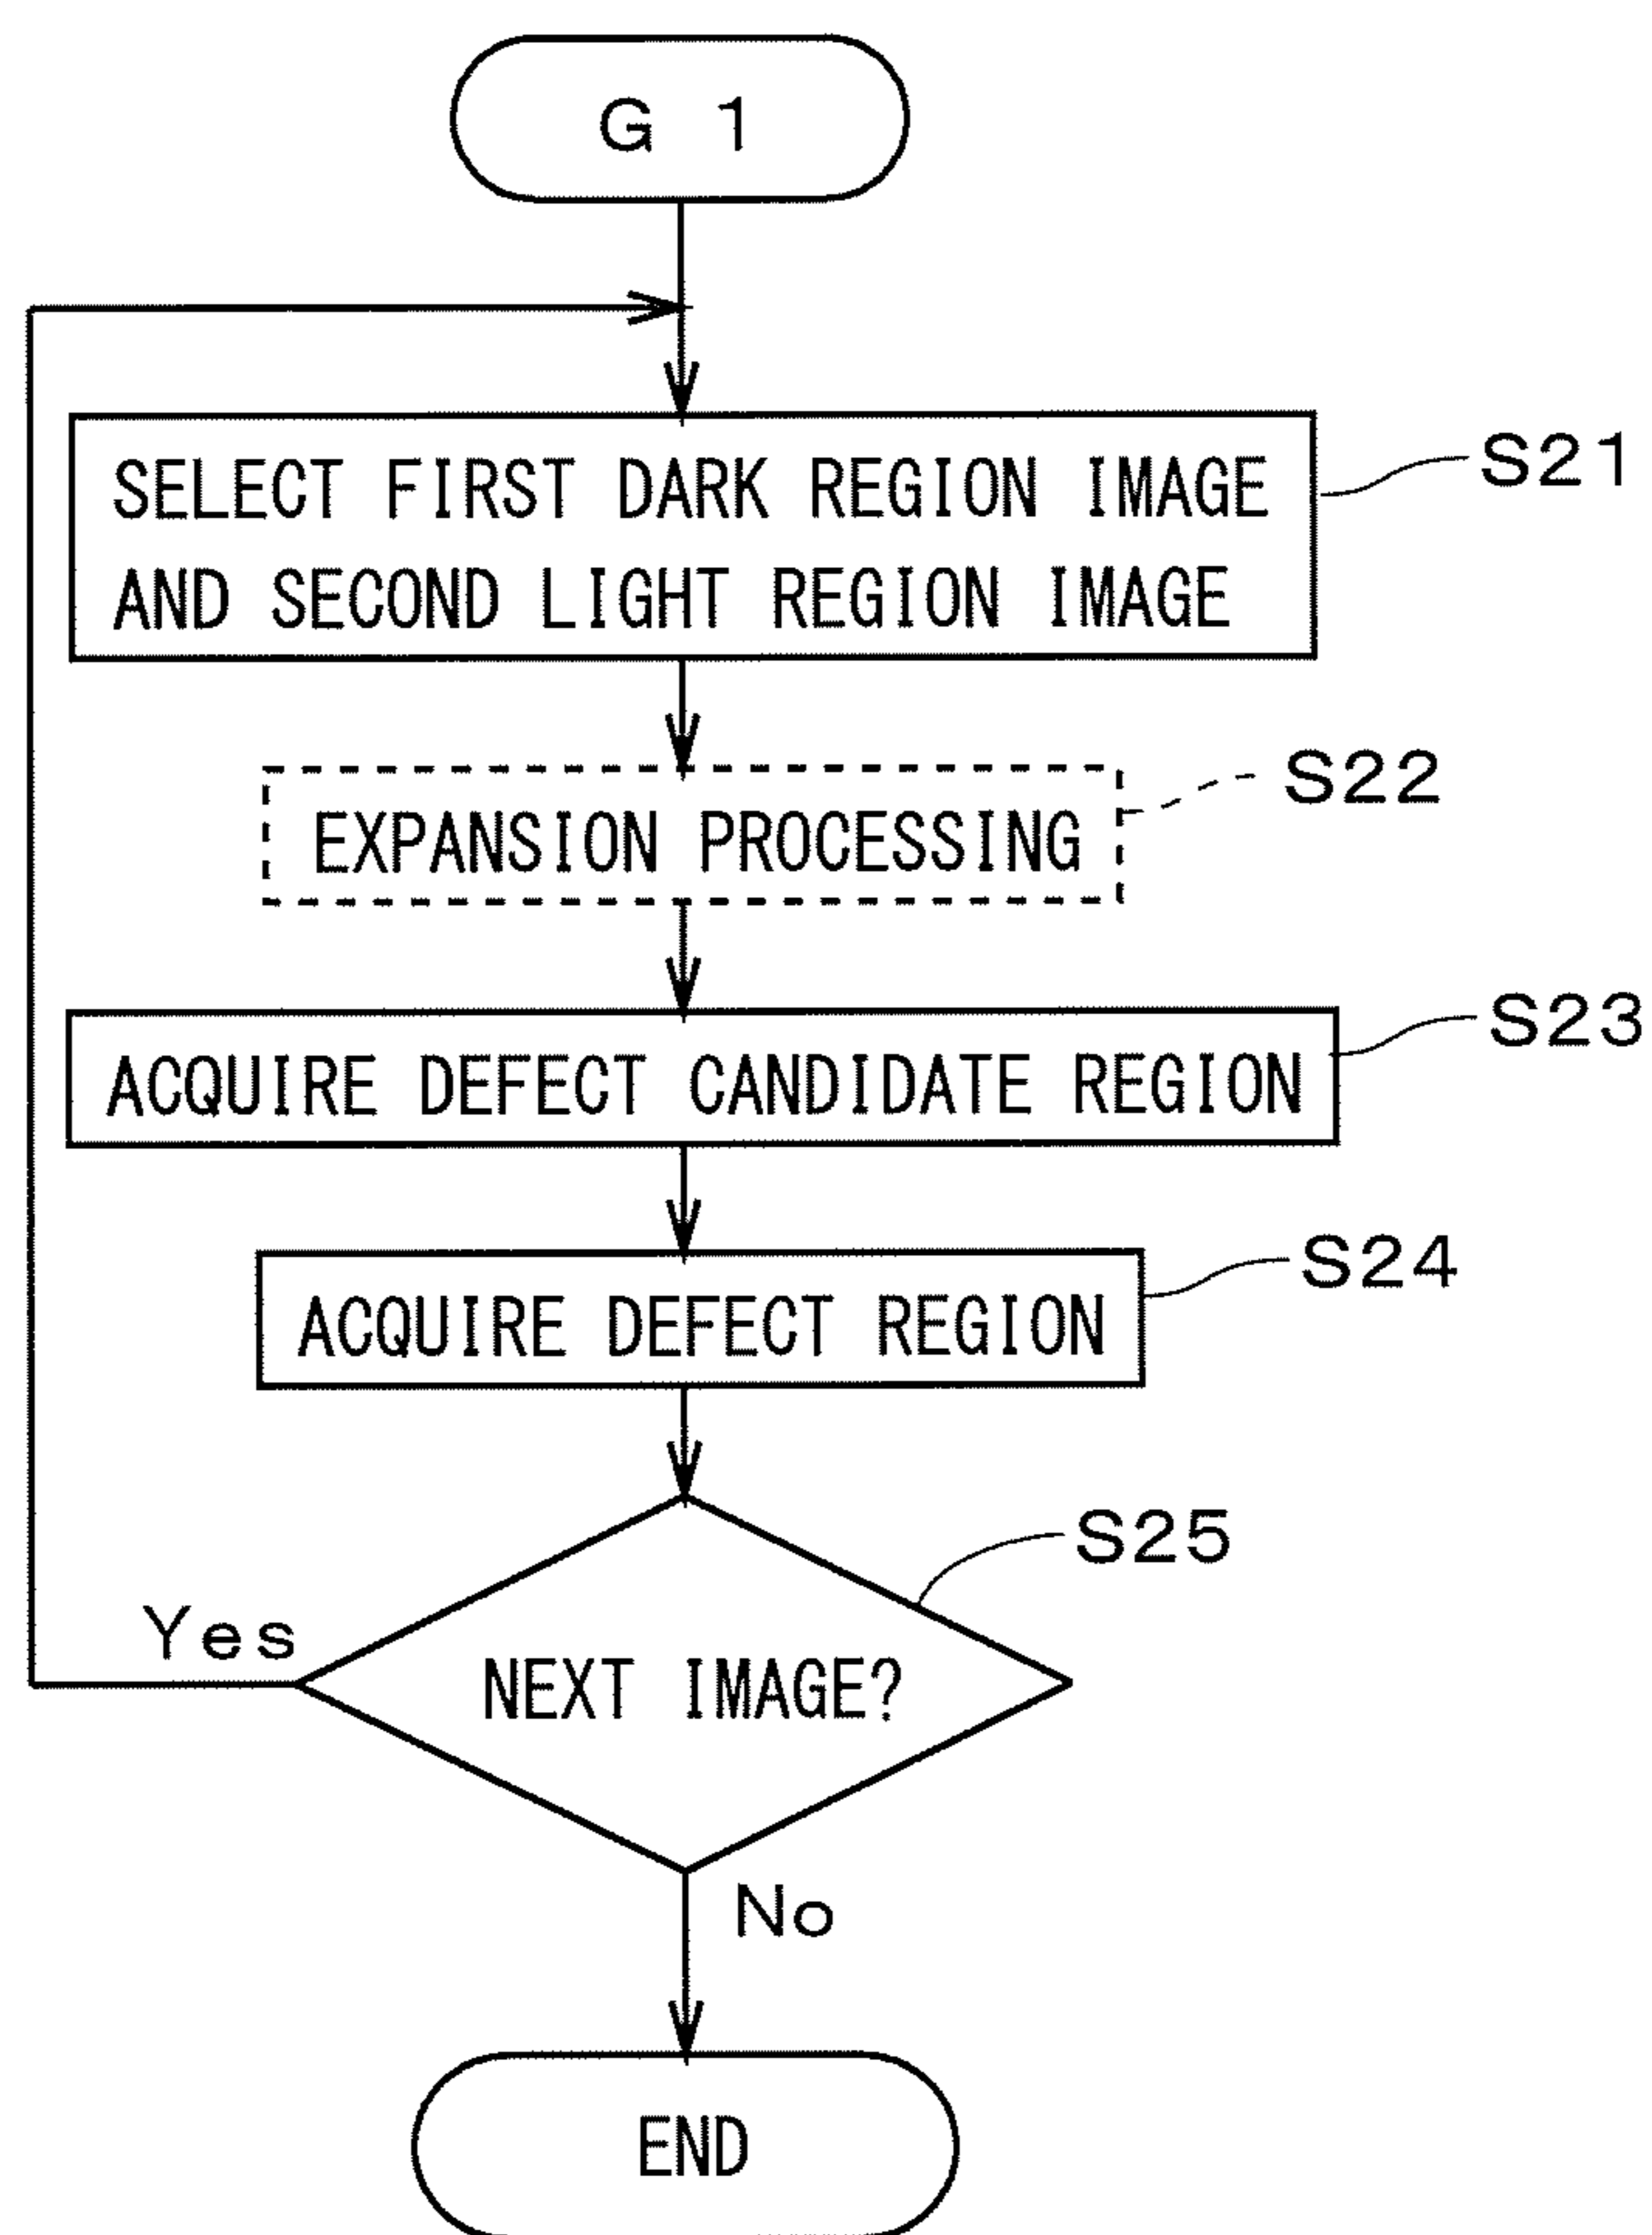 G 1
SELECT FIRST DARK REGION IMAGE
AND SECOND LIGHT REGION IMAGE
S21
EXPANSION PROCESSING
S22
ACQUIRE DEFECT CANDIDATE REGION
S23
ACQUIRE DEFECT REGION
S24
NEXT IMAGE?
S25
Yes
No
END